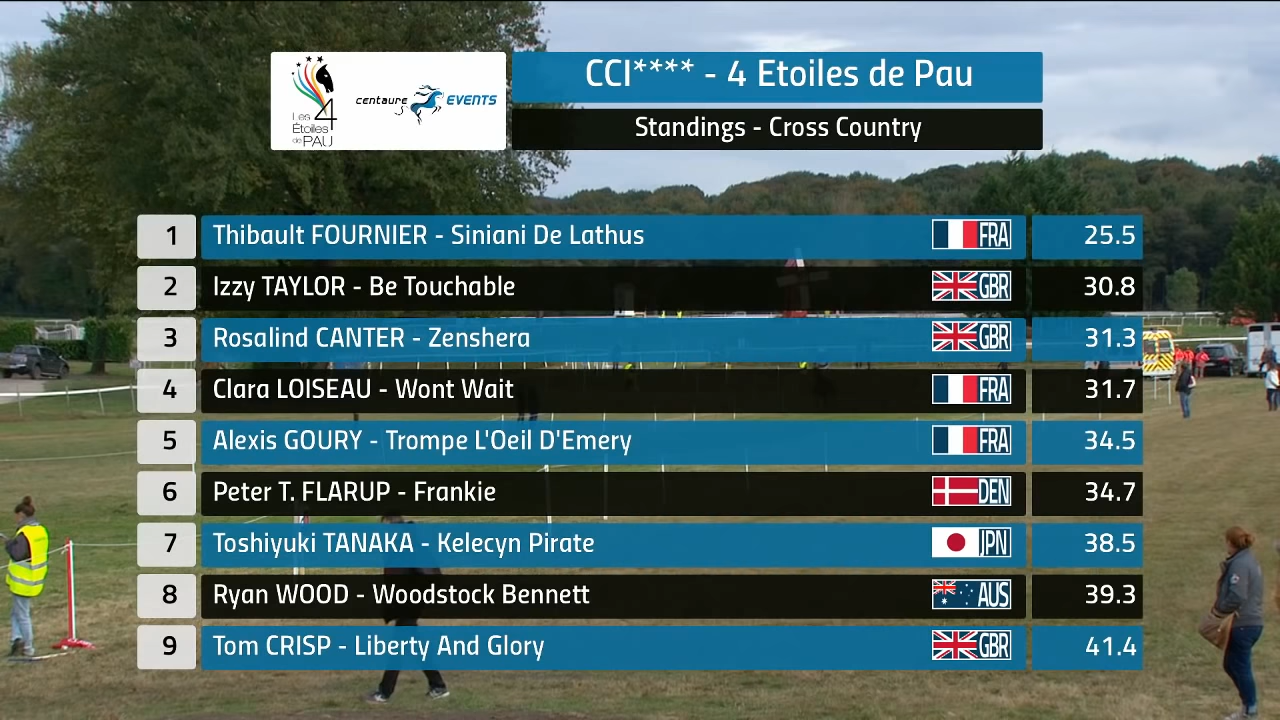 Les 4
Étoiles
de PAU
centaure EVENTS
CCI**** - 4 Etoiles de Pau
Standings - Cross Country
1 Thibault FOURNIER - Siniani De Lathus FRA 25.5
2 Izzy TAYLOR - Be Touchable GBR 30.8
3 Rosalind CANTER - Zenshera GBR 31.3
4 Clara LOISEAU - Wont Wait FRA 31.7
5 Alexis GOURY - Trompe L'Oeil D'Emery FRA 34.5
6 Peter T. FLARUP - Frankie DEN 34.7
7 Toshiyuki TANAKA - Kelecyn Pirate JPN 38.5
8 Ryan WOOD - Woodstock Bennett AUS 39.3
9 Tom CRISP - Liberty And Glory GBR 41.4